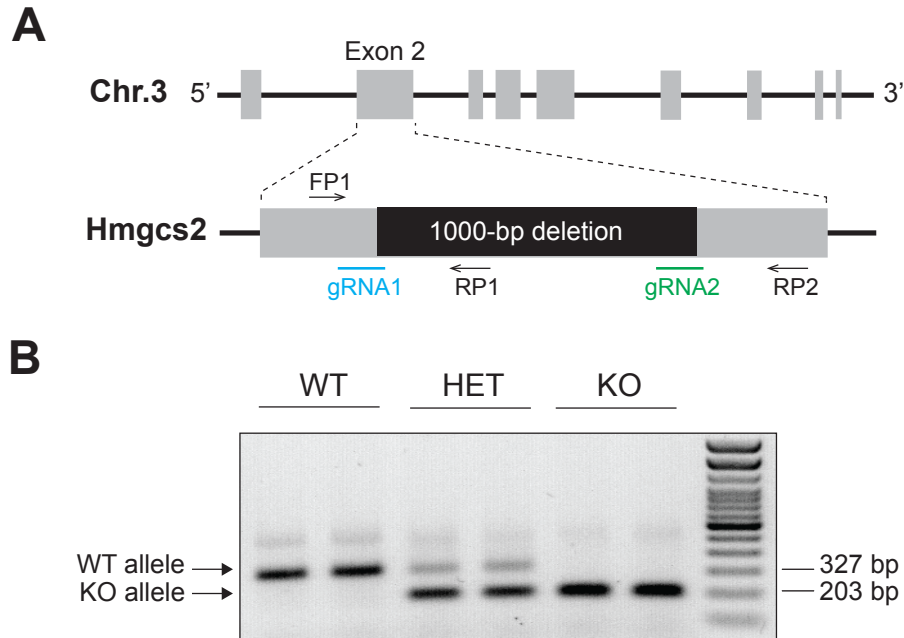 A
Exon 2
Chr.3 5’ 3’
FP1
Hmgcs2 1000-bp deletion
gRNA1 RP1 gRNA2 RP2
B
WT HET KO
WT allele 327 bp
KO allele 203 bp